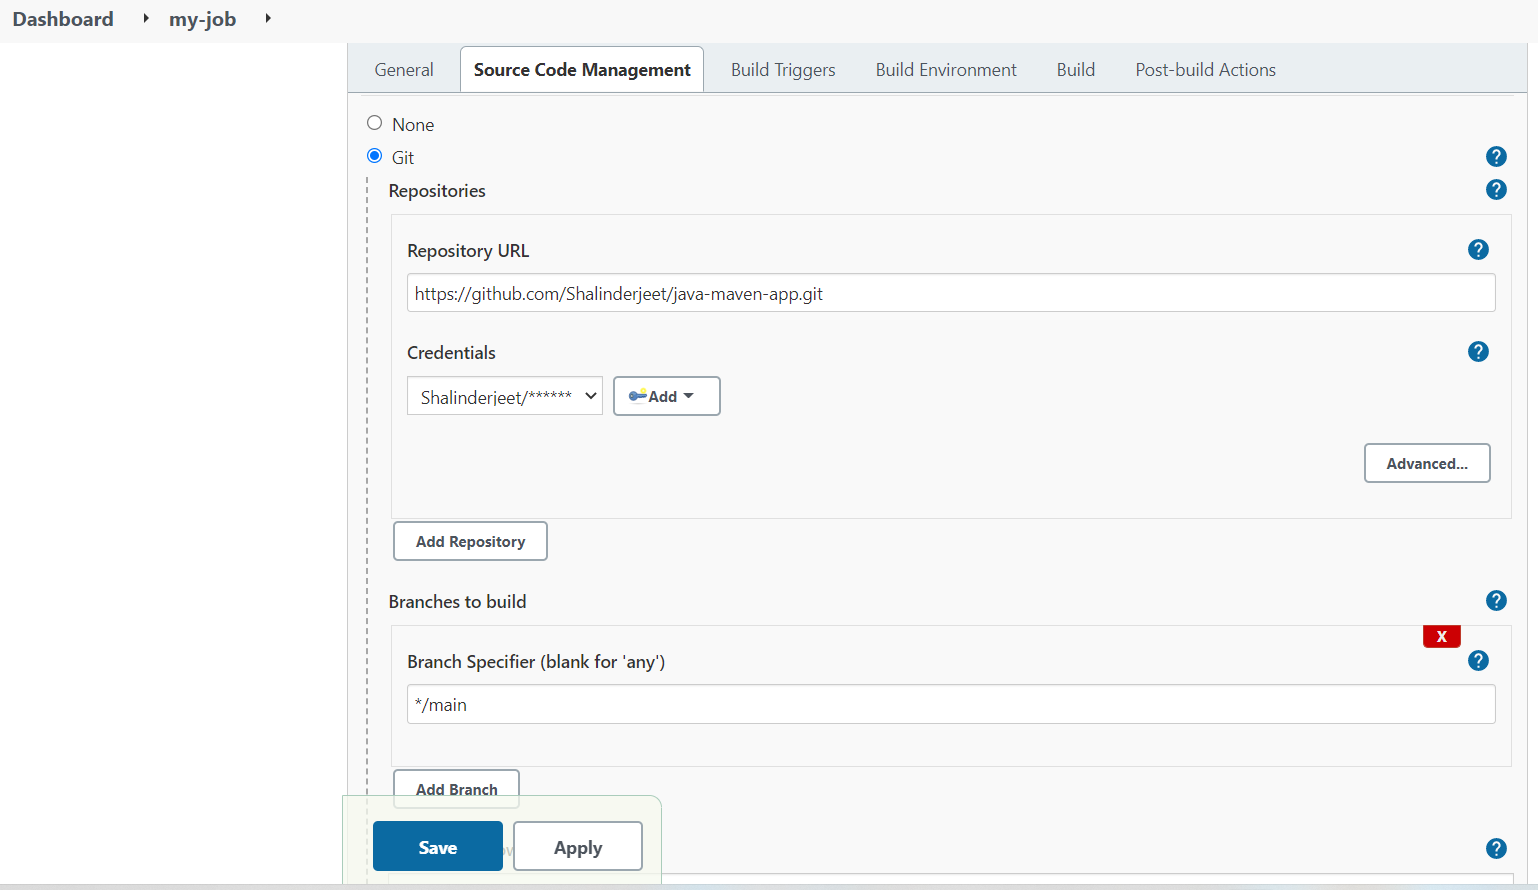 Dashboard my-job
General Source Code Management Build Triggers Build Environment Build Post-build Actions
None
Git
?
Repositories
?
Repository URL
?
https://github.com/Shalinderjeet/java-maven-app.git
Credentials
?
Shalinderjeet/******
Add
Advanced...
Add Repository
Branches to build
?
X
Branch Specifier (blank for 'any')
?
*/main
Add Branch
Save Apply
?